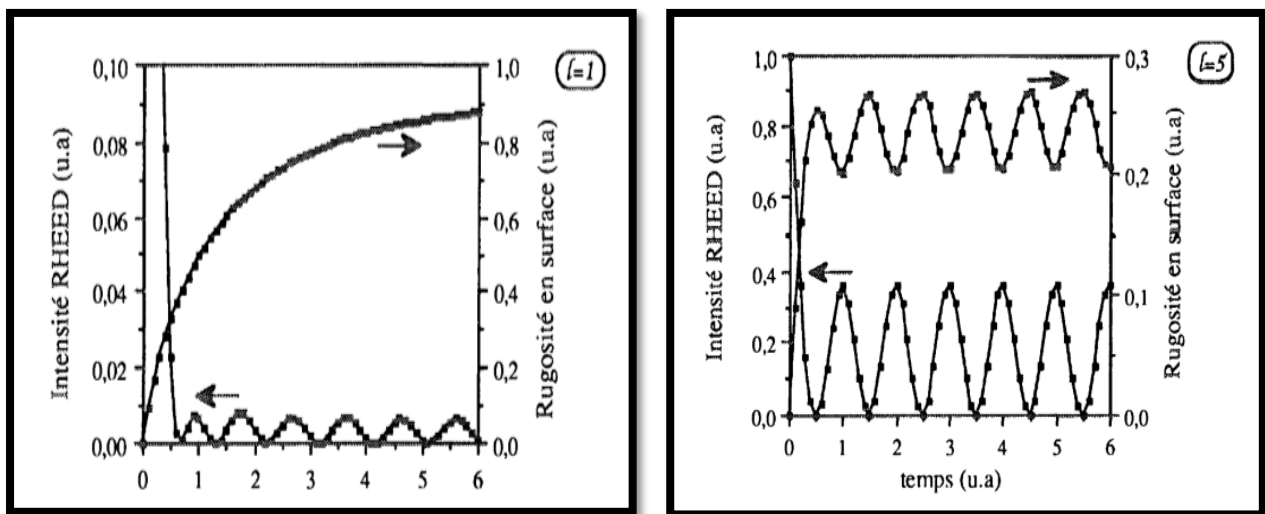 Intensité RHEED (u.a)
0,10
0,08
0,06
0,04
0,02
0,00
0 1 2 3 4 5 6
1,0
0,8
0,6
0,4
0,2
0,0
Rugosité en surface (u.a)
l=1
Intensité RHEED (u.a)
1,0
0,8
0,6
0,4
0,2
0,0
0 1 2 3 4 5 6
temps (u.a)
0,3
0,2
0,1
0,0
Rugosité en surface (u.a)
l=5